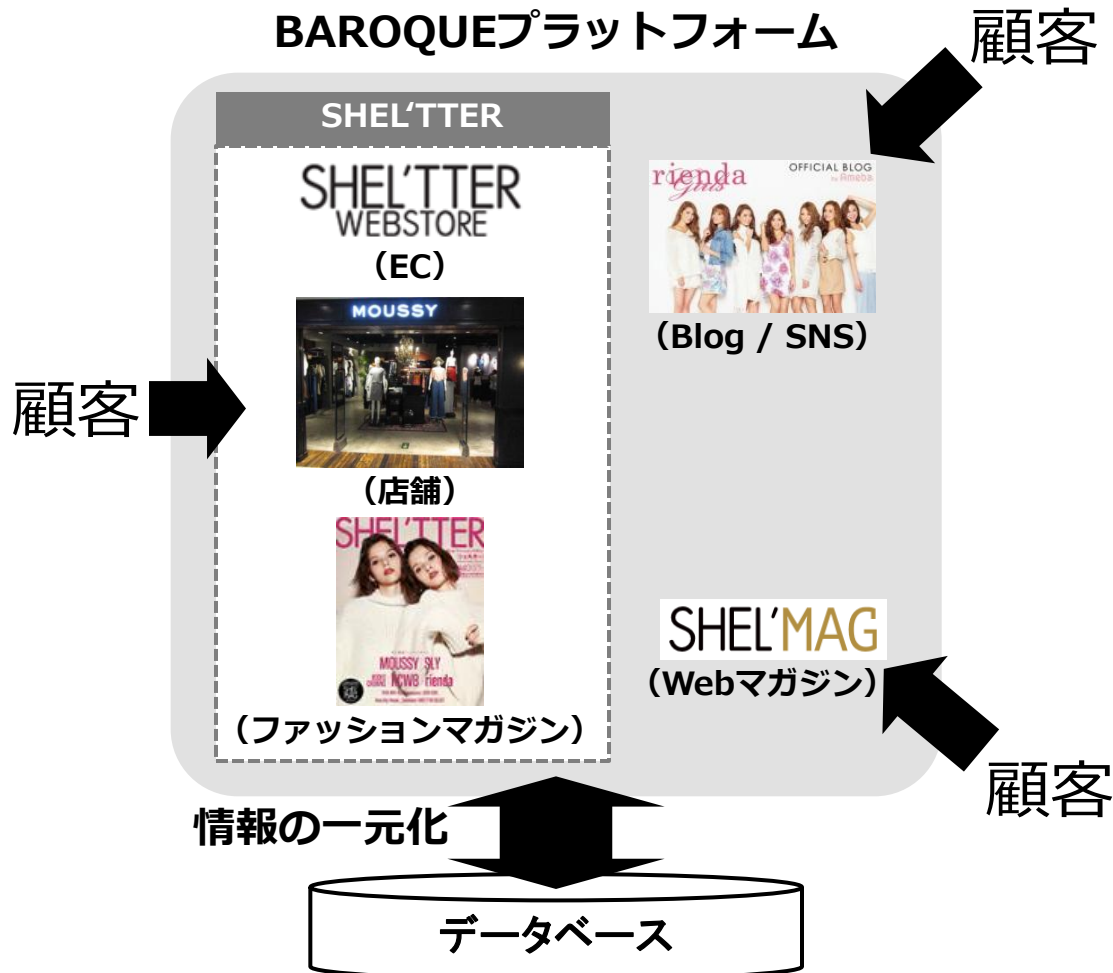 BAROQUEプラットフォーム
顧客
SHEL‘TTER
SHEL’TTER
WEBSTORE
（EC）
rienda
Girls
OFFICIAL BLOG
by Ameba
（Blog / SNS）
MOUSSY
顧客
（店舗）
SHEL'TTER
MOUSSY SLY
rienda
（ファッションマガジン）
SHEL'MAG
（Webマガジン）
顧客
情報の一元化
データベース